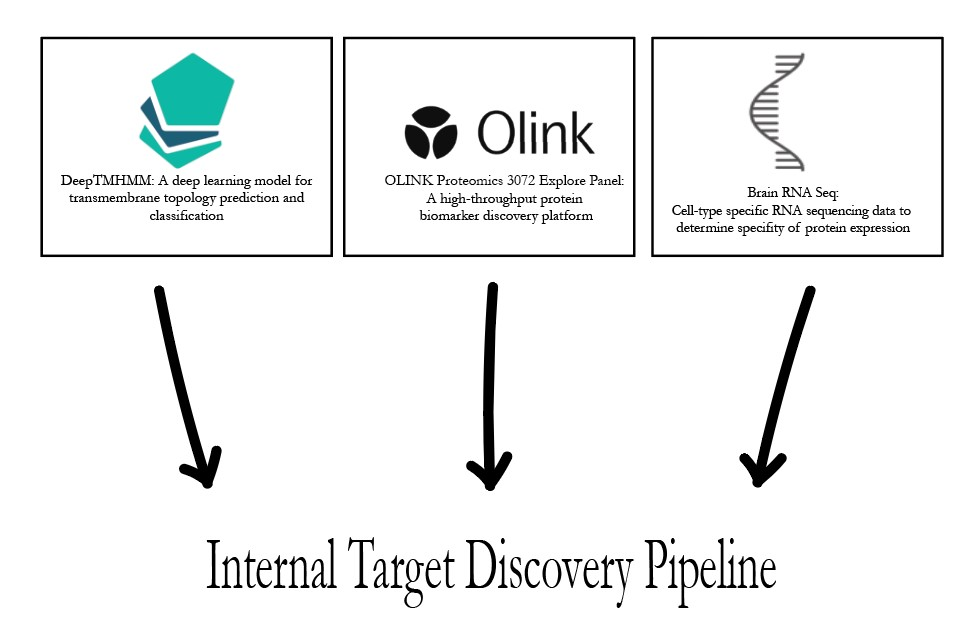 DeepTMHMM: A deep learning model for
transmembrane topology prediction and
classification
Olink
OLINK Proteomics 3072 Explore Panel:
A high-throughput protein
biomarker discovery platform
Brain RNA Seq:
Cell-type specific RNA sequencing data to
determine specifity of protein expression
Internal Target Discovery Pipeline